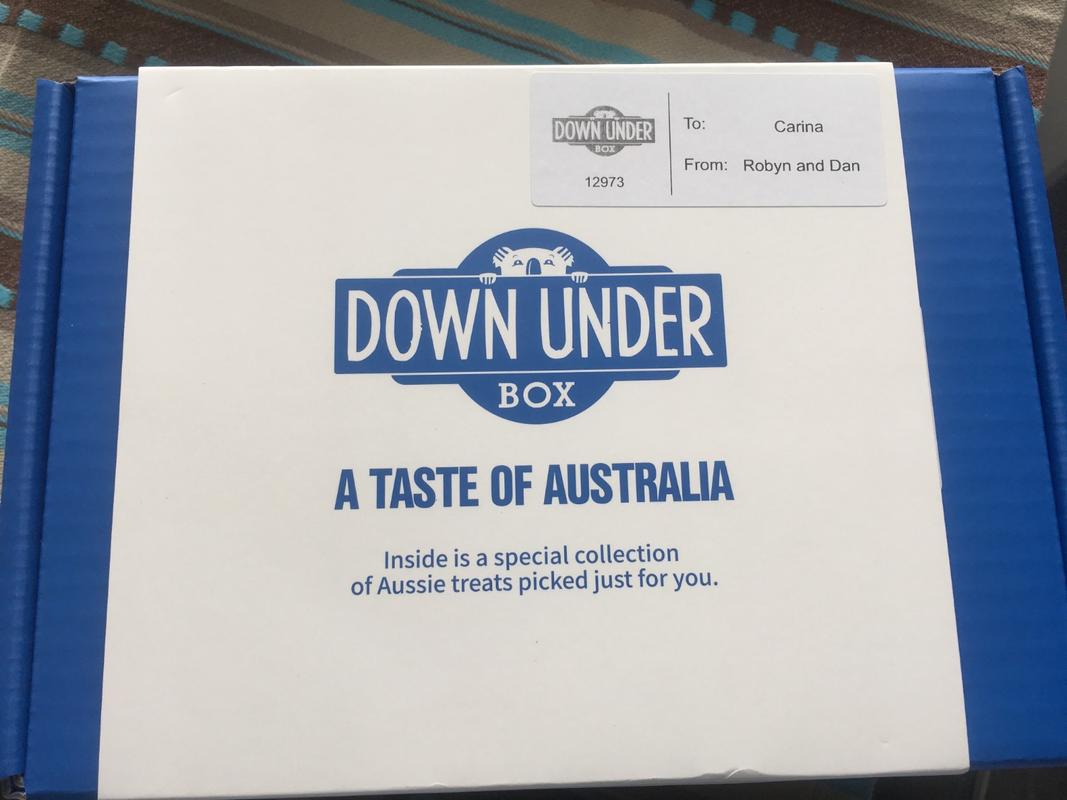 DOWN UNDER
BOX
12973
To: Carina
From: Robyn and Dan
DOWN UNDER
BOX
A TASTE OF AUSTRALIA
Inside is a special collection
of Aussie treats picked just for you.